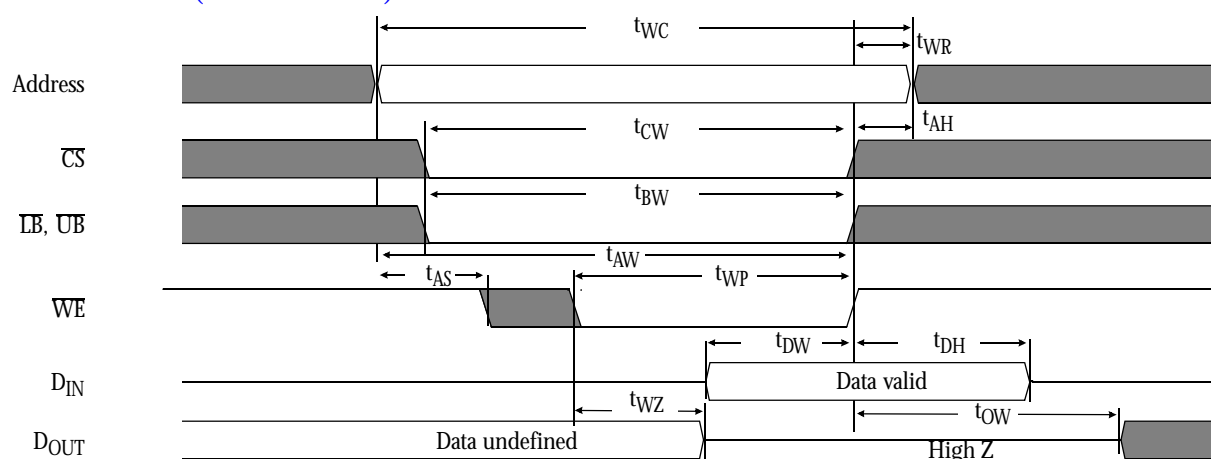 tWC
tWR
Address
tAH
tCW
CS
tBW
LB, UB
tAW
tAS
tWP
WE
tDW
tDH
DIN
Data valid
tWZ
tOW
DOUT
Data undefined
High Z